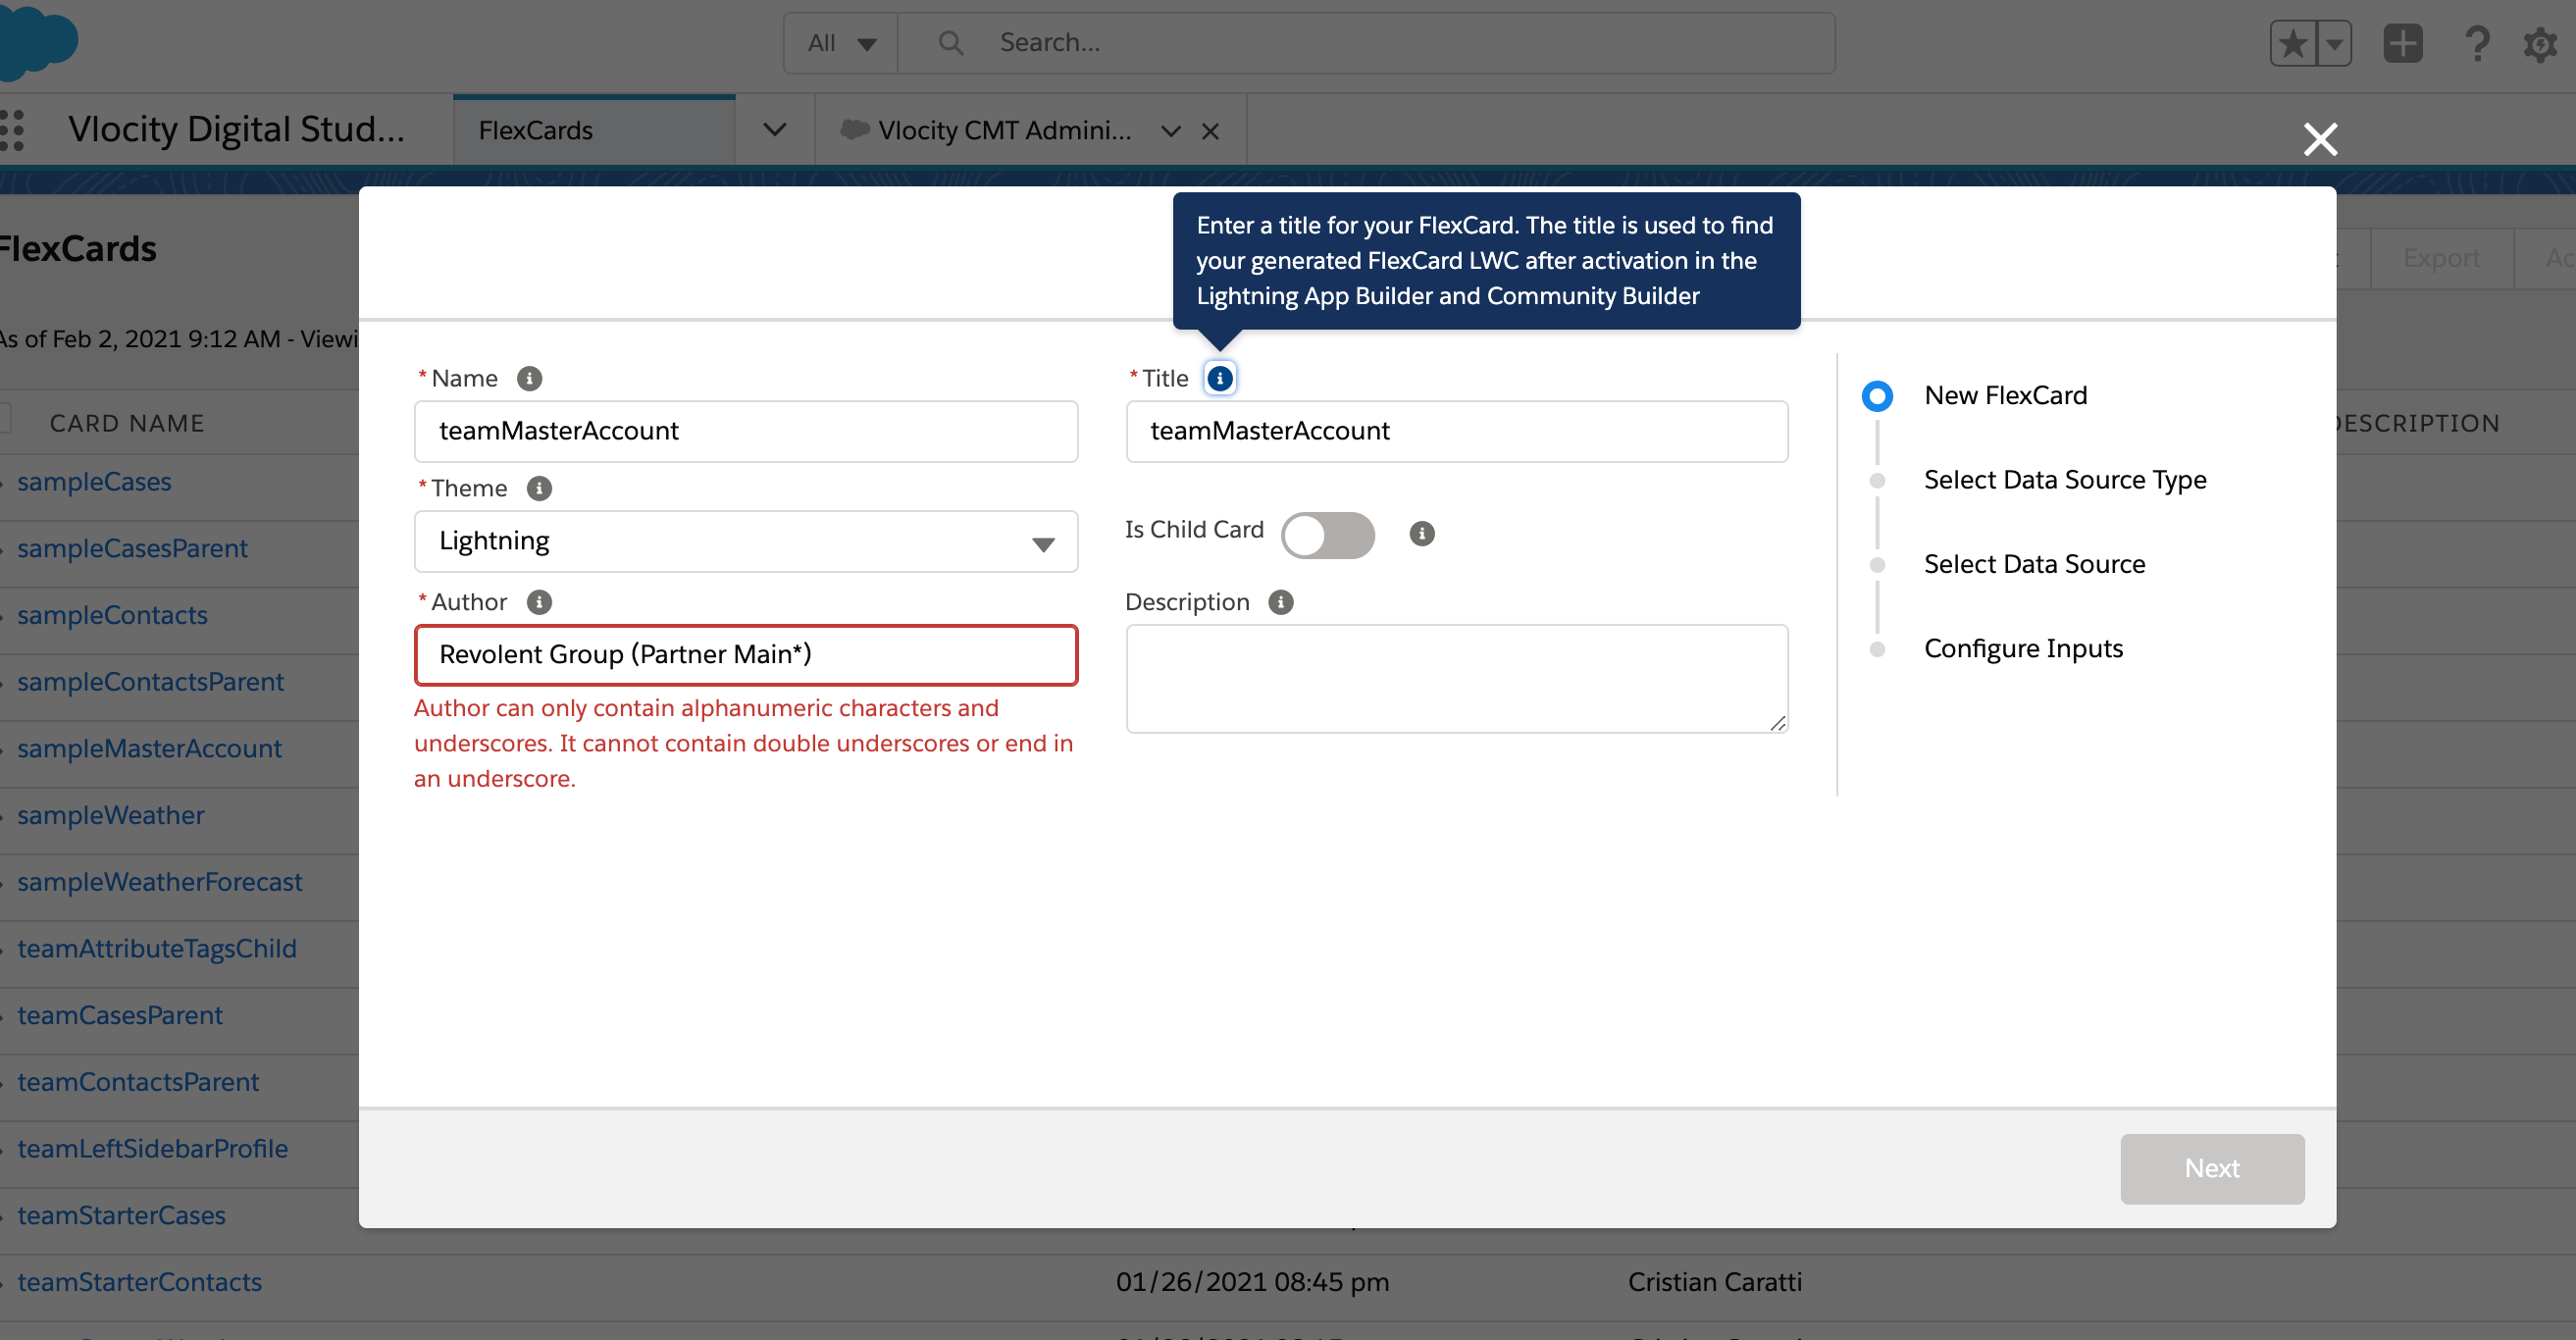 All
Search...
Vlocity Digital Stud...
FlexCards
Vlocity CMT Admini...
FlexCards
Export
As of Feb 2, 2021 9:12 AM - Viewi
CARD NAME
DESCRIPTION
sampleCases
sampleCasesParent
sampleContacts
sampleContactsParent
sampleMasterAccount
sampleWeather
sampleWeatherForecast
teamAttributeTagsChild
teamCasesParent
teamContactsParent
teamLeftSidebarProfile
teamStarterCases
teamStarterContacts
01/26/2021 08:45 pm
Cristian Caratti
Enter a title for your FlexCard. The title is used to find
your generated FlexCard LWC after activation in the
Lightning App Builder and Community Builder
* Name
teamMasterAccount
* Title
teamMasterAccount
* Theme
Lightning
Is Child Card
* Author
Revolent Group (Partner Main*)
Author can only contain alphanumeric characters and
underscores. It cannot contain double underscores or end in
an underscore.
Description
New FlexCard
Select Data Source Type
Select Data Source
Configure Inputs
Next